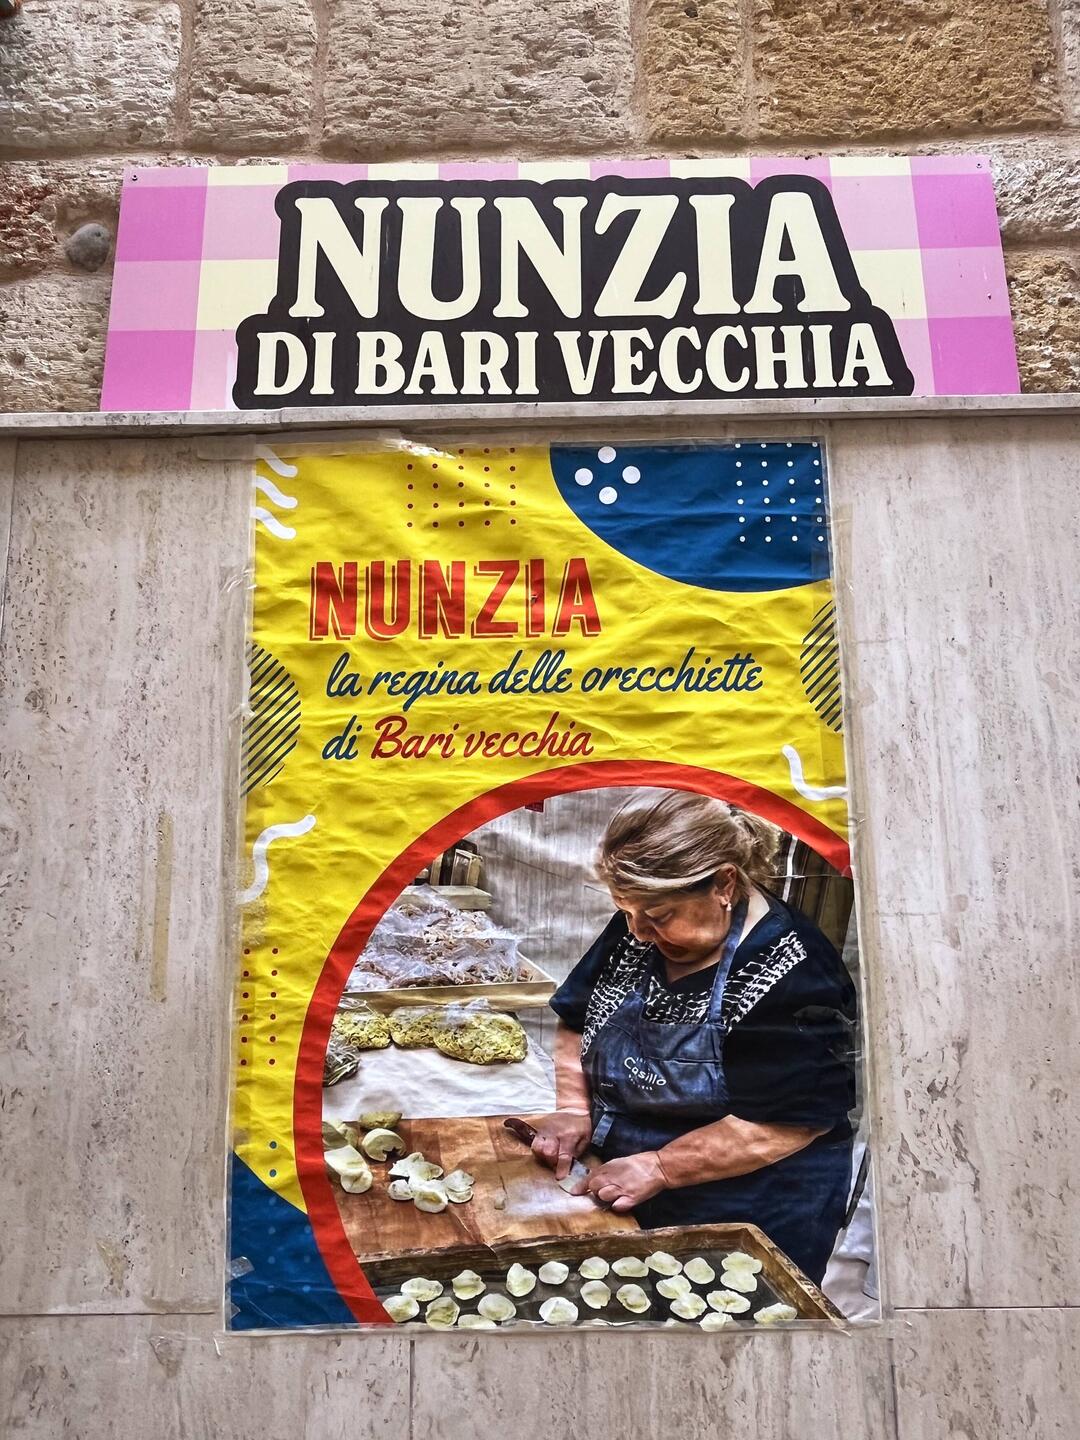 NUNZIA
DI BARI VECCHIA
NUNZIA
la regina delle orecchiette
di Bari vecchia
Casillo